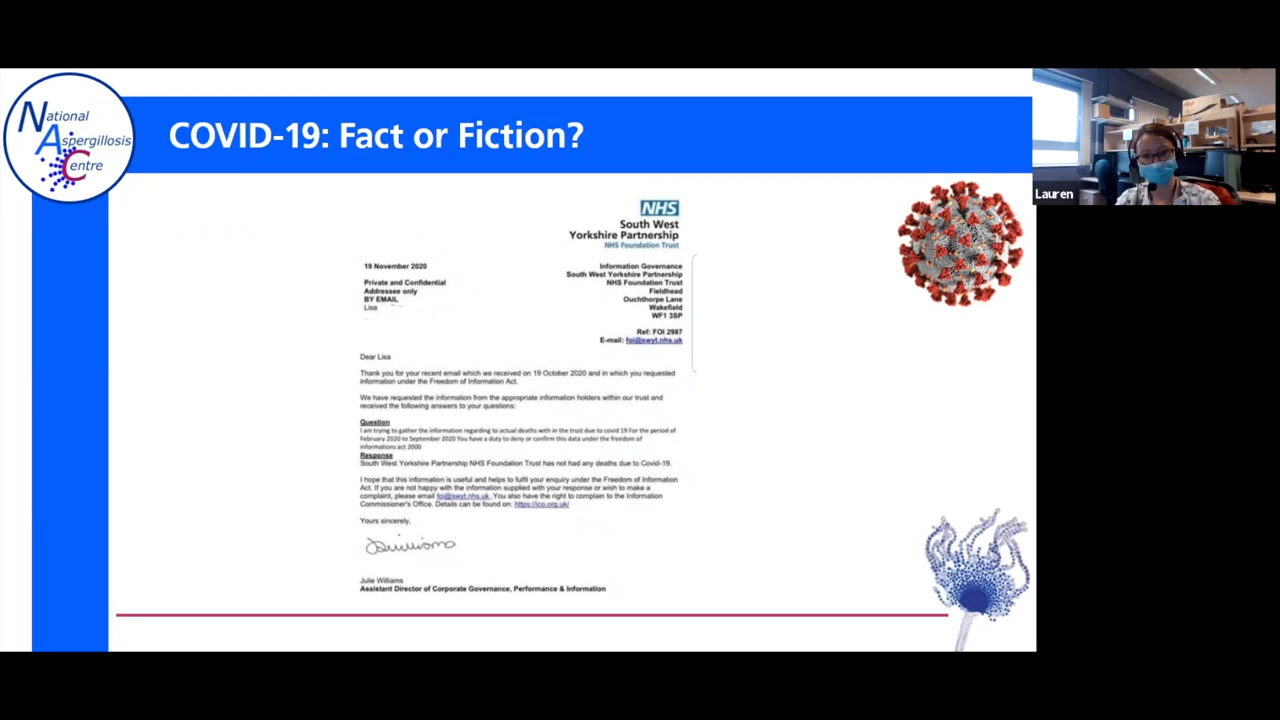 National
Aspergillosis
Centre
COVID-19: Fact or Fiction?
Lauren
NHS
South West
Yorkshire Partnership
NHS Foundation Trust
19 November 2020
Private and Confidential
Addressee only
BY EMAIL
Lisa
Information Governance
South West Yorkshire Partnership
NHS Foundation Trust
Fieldhead
Ouchthorpe Lane
Wakefield
WF1 3SP
Ref: FOI 2987
E-mail: foi@swyt.nhs.uk
Dear Lisa
Thank you for your recent email which we received on 19 October 2020 and in which you requested
information under the Freedom of Information Act.
We have requested the information from the appropriate information holders within our trust and
received the following answers to your questions:
Question
I am trying to gather the information regarding to actual deaths with in the trust due to covid 19 For the period of
February 2020 to September 2020 You have a duty to deny or confirm this data under the freedom of
informations act 2000
Response
South West Yorkshire Partnership NHS Foundation Trust has not had any deaths due to Covid-19.
I hope that this information is useful and helps to fulfil your enquiry under the Freedom of Information
Act. If you are not happy with the information supplied with your response or wish to make a
complaint, please email foi@swyt.nhs.uk. You also have the right to complain to the Information
Commissioner's Office. Details can be found on: https://ico.org.uk/
Yours sincerely,
JWilliams
Julie Williams
Assistant Director of Corporate Governance, Performance & Information